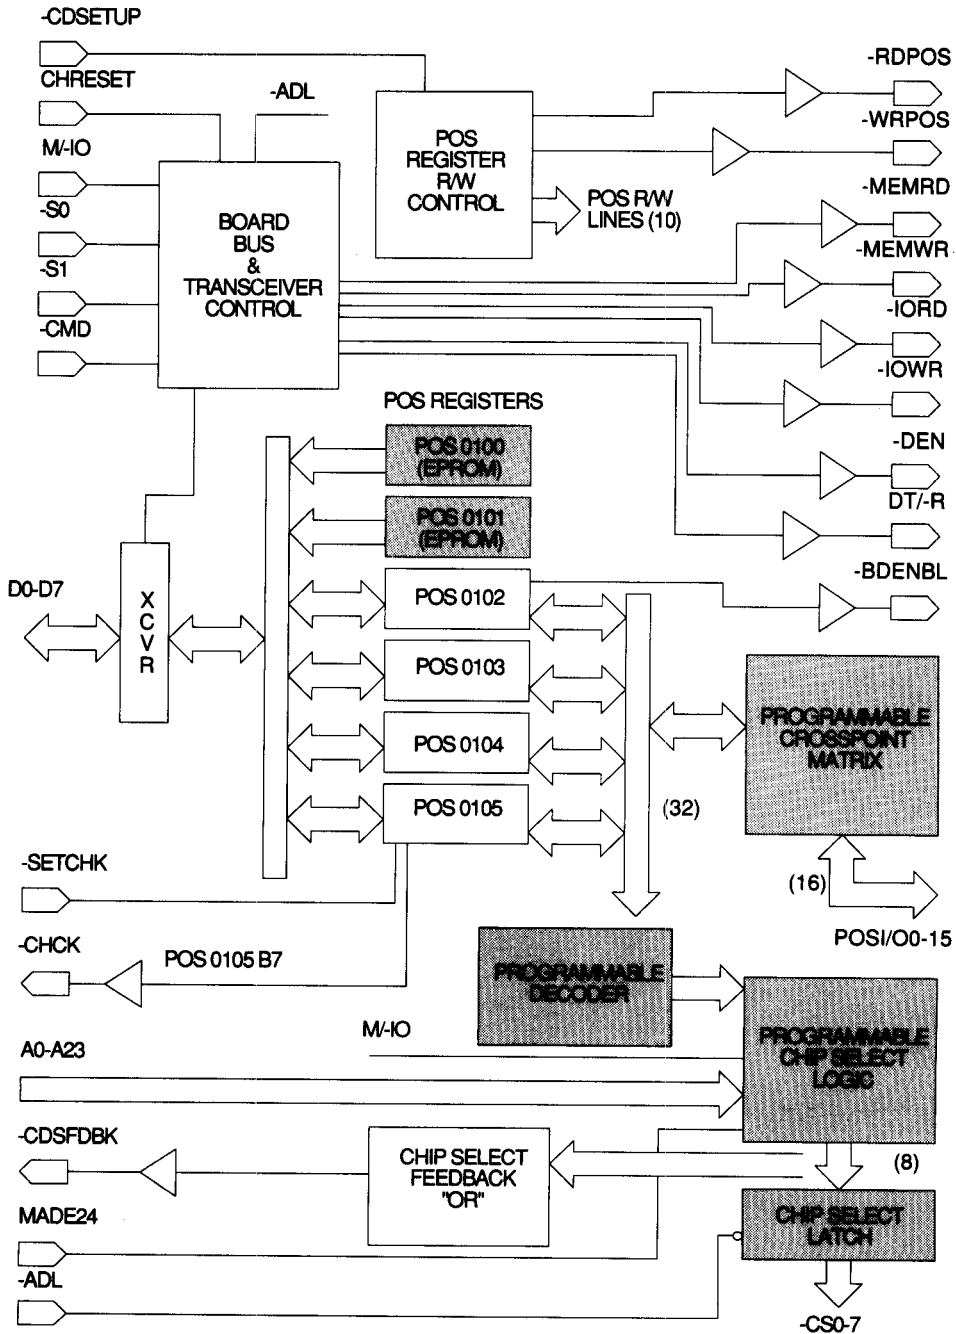 -CDSETUP
CHRESET
M/-IO
-S0
-S1
-CMD
-ADL
BOARD
BUS
&
TRANSCEIVER
CONTROL
POS
REGISTER
R/W
CONTROL
POS R/W
LINES (10)
-RDPOS
-WRPOS
-MEMRD
-MEMWR
-IORD
-IOWR
-DEN
DT/-R
-BDENBL
POS REGISTERS
POS 0100
(EPROM)
POS 0101
(EPROM)
POS 0102
POS 0103
POS 0104
POS 0105
D0-D7
X
C
V
R
(32)
PROGRAMMABLE
CROSSPOINT
MATRIX
(16)
POSI/O0-15
-SETCHK
-CHCK
POS 0105 B7
PROGRAMMABLE
DECODER
M/-IO
A0-A23
PROGRAMMABLE
CHIP SELECT
LOGIC
-CDSFDBK
CHIP SELECT
FEEDBACK
"OR"
(8)
MADE24
CHIP SELECT
LATCH
-ADL
-CS0-7